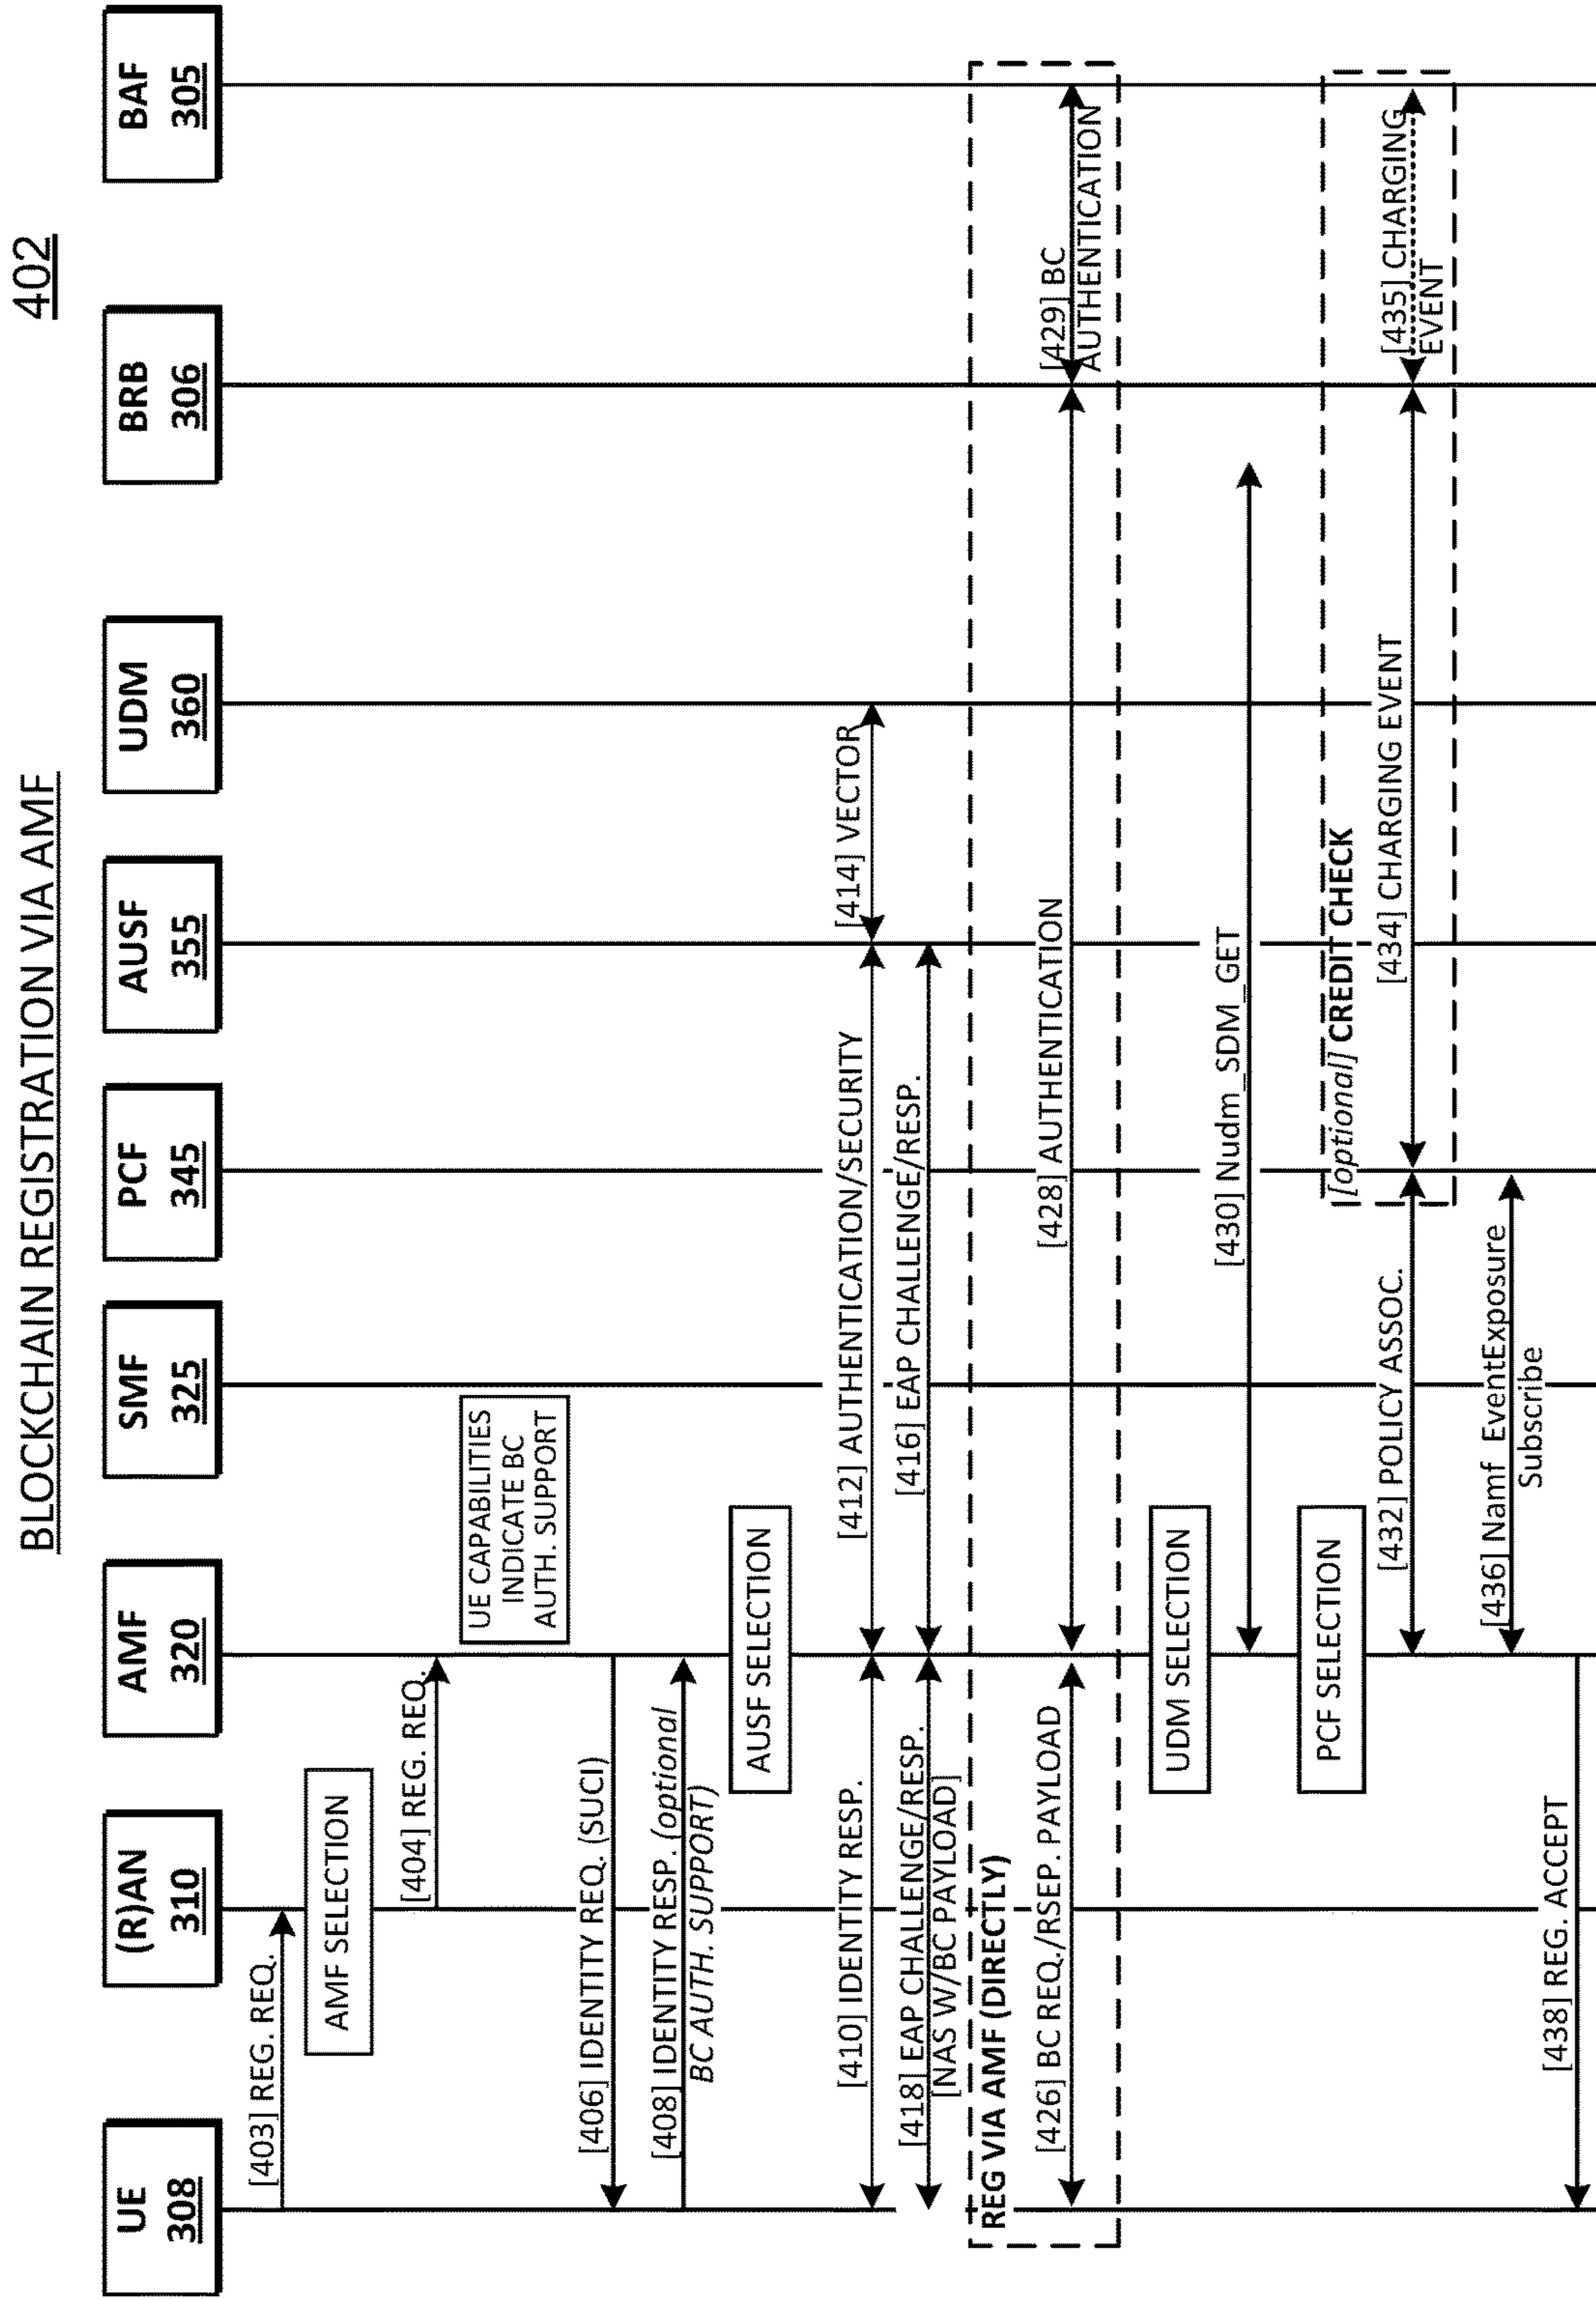 BLOCKCHAIN REGISTRATION VIA AMF
402
UE
308
(R)AN
310
AMF
320
SMF
325
PCF
345
AUSF
355
UDM
360
BRB
306
BAF
305
[403] REG. REQ.
AMF SELECTION
[404] REG. REQ.
UE CAPABILITIES
INDICATE BC
AUTH. SUPPORT
[406] IDENTITY REQ. (SUCI)
[408] IDENTITY RESP. (optional
BC AUTH. SUPPORT)
AUSF SELECTION
[410] IDENTITY RESP.
[412] AUTHENTICATION/SECURITY
[414] VECTOR
[418] EAP CHALLENGE/RESP.
[NAS W/BC PAYLOAD]
[416] EAP CHALLENGE/RESP.
REG VIA AMF (DIRECTLY)
[426] BC REQ./RSEP. PAYLOAD
[428] AUTHENTICATION
[429] BC
AUTHENTICATION
UDM SELECTION
[430] Nudm_SDM_GET
PCF SELECTION
[optional] CREDIT CHECK
[432] POLICY ASSOC.
[434] CHARGING EVENT
[435] CHARGING
EVENT
[436] Namf EventExposure
Subscribe
[438] REG. ACCEPT